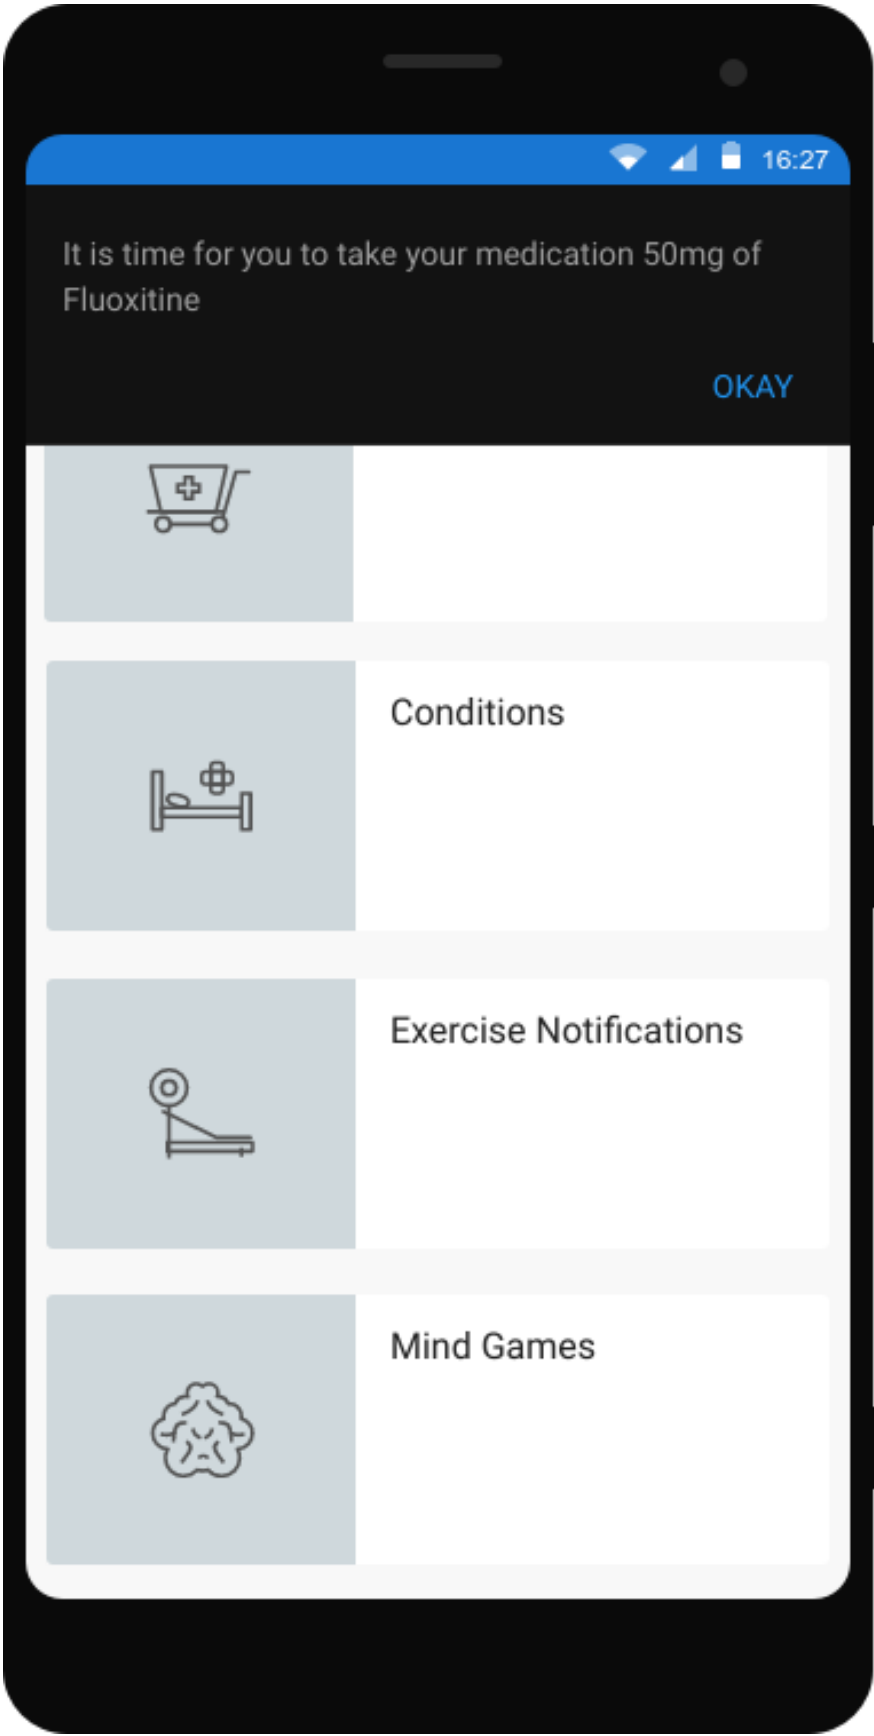 16:27
It is time for you to take your medication 50mg of
Fluoxitine
OKAY
Conditions
Exercise Notifications
Mind Games